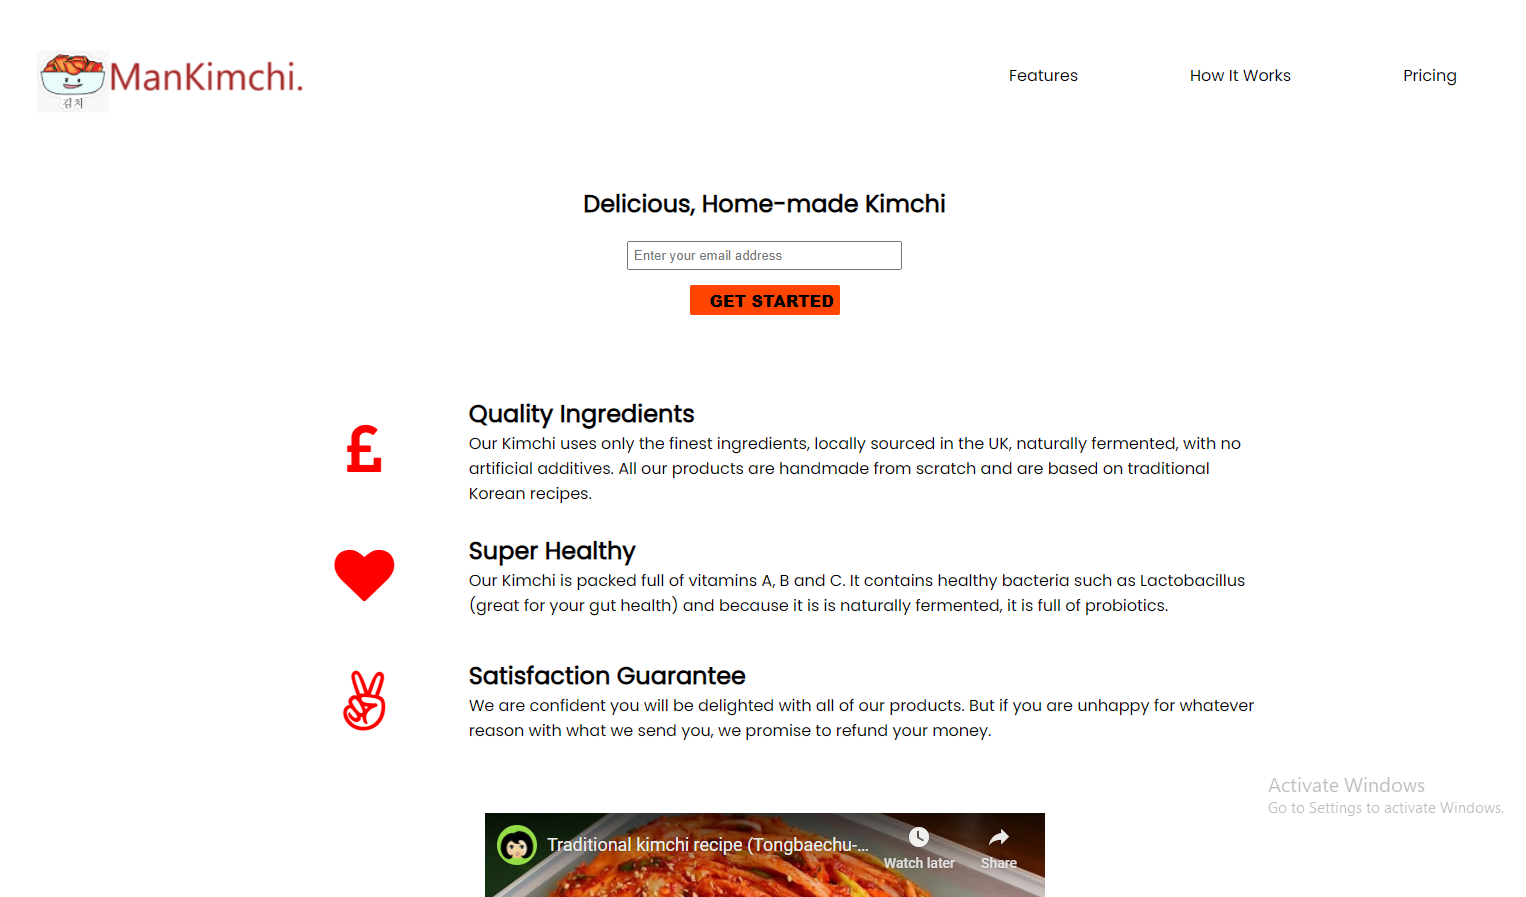 김치
ManKimchi.
Features
How It Works
Pricing
Delicious, Home-made Kimchi
Enter your email address
GET STARTED
£
Quality Ingredients
Our Kimchi uses only the finest ingredients, locally sourced in the UK, naturally fermented, with no
artificial additives. All our products are handmade from scratch and are based on traditional
Korean recipes.
Super Healthy
Our Kimchi is packed full of vitamins A, B and C. It contains healthy bacteria such as Lactobacillus
(great for your gut health) and because it is is naturally fermented, it is full of probiotics.
Satisfaction Guarantee
We are confident you will be delighted with all of our products. But if you are unhappy for whatever
reason with what we send you, we promise to refund your money.
Activate Windows
Go to Settings to activate Windows.
Traditional kimchi recipe (Tongbaechu-...
Watch later
Share